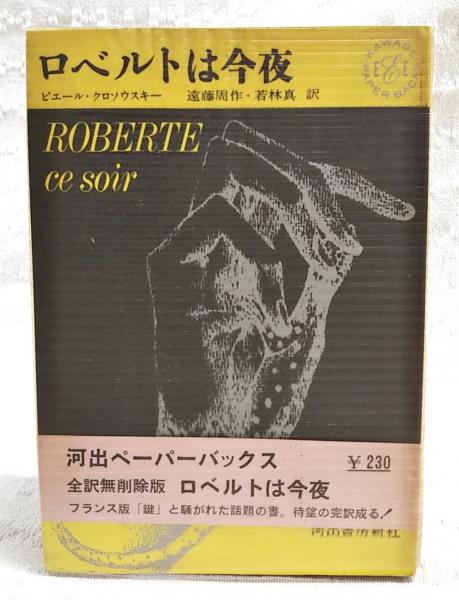 ロベルトは今夜
ピエール・クロソウスキー 遠藤周作・若林真 訳
KAWADE
PAPER BACKS
E
ROBERTE
ce soir
河出ペーパーバックス ¥230
全訳無削除版 ロベルトは今夜
フランス版「鍵」と騒がれた話題の書。待望の完訳成る!
河出書房新社